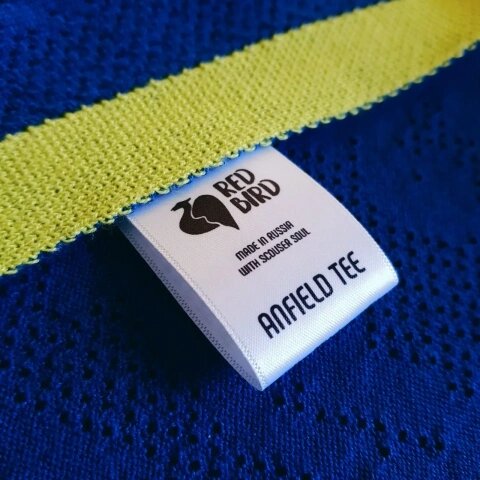 RED
BIRD
MADE IN RUSSIA
WITH SCOUSER SOUL
ANFIELD TEE